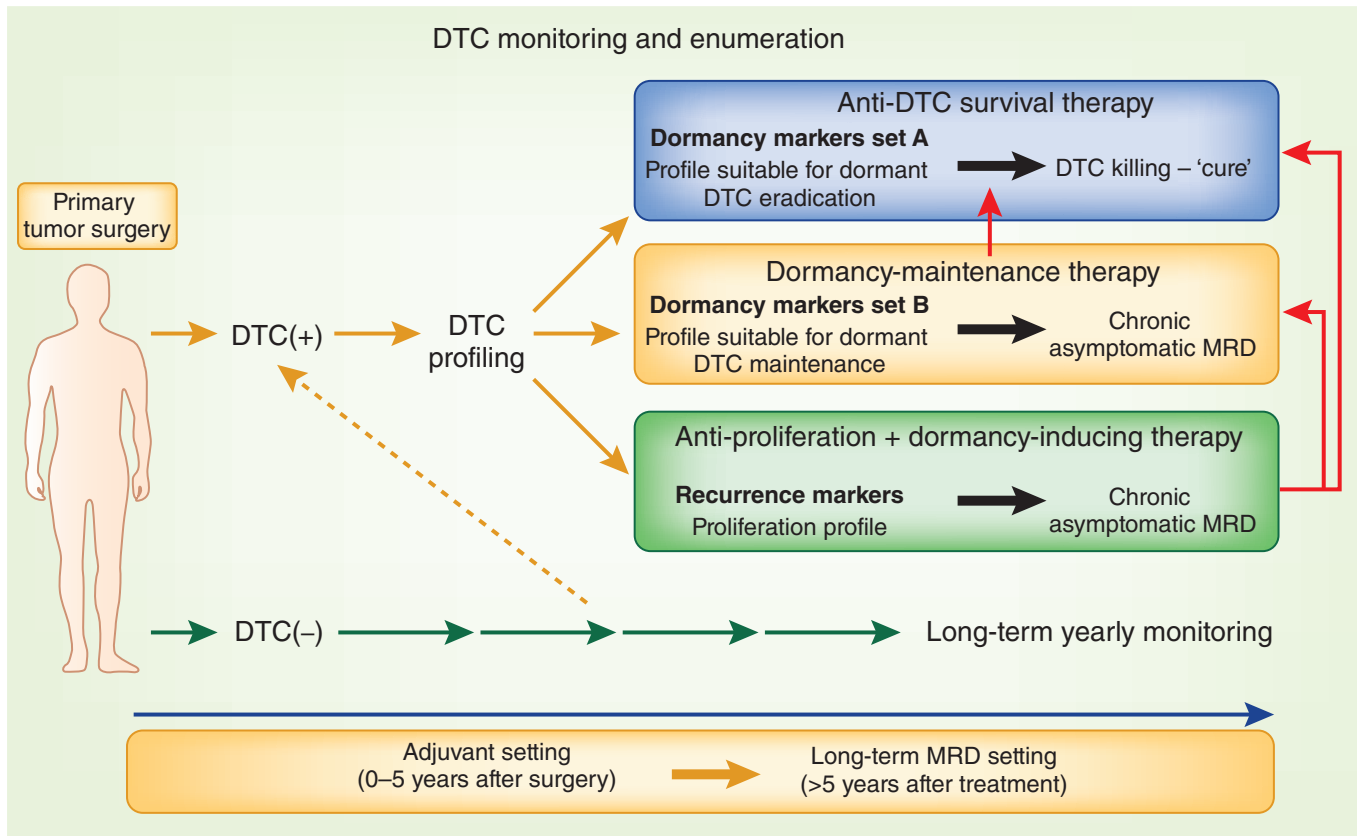 DTC monitoring and enumeration
Primary
tumor surgery
DTC(+)
DTC
profiling
Anti-DTC survival therapy
Dormancy markers set A
Profile suitable for dormant
DTC eradication
DTC killing – ‘cure’
Dormancy-maintenance therapy
Dormancy markers set B
Profile suitable for dormant
DTC maintenance
Chronic
asymptomatic MRD
Anti-proliferation + dormancy-inducing therapy
Recurrence markers
Proliferation profile
Chronic
asymptomatic MRD
DTC(–)
Long-term yearly monitoring
Adjuvant setting
(0–5 years after surgery)
Long-term MRD setting
(>5 years after treatment)